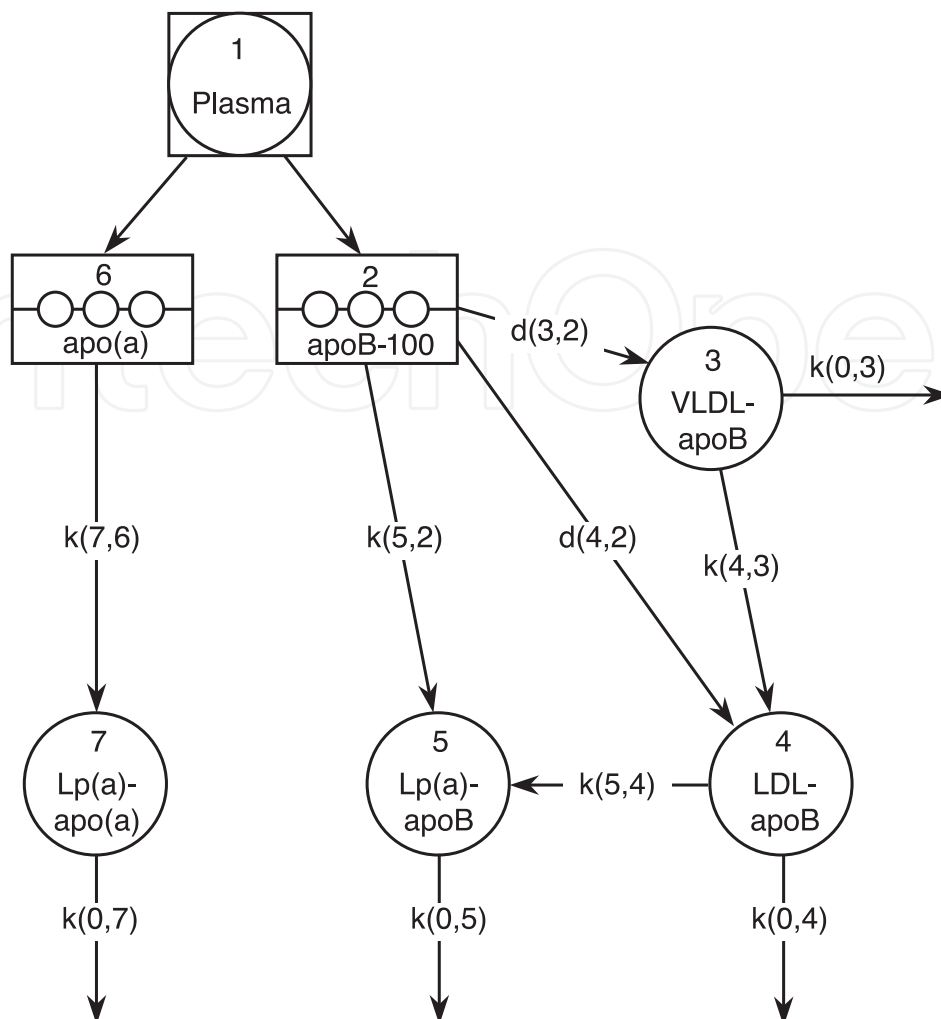 1
Plasma
6
apo(a)
2
apoB-100
d(3,2)
3
VLDL-
apoB
k(0,3)
k(7,6)
k(5,2)
d(4,2)
k(4,3)
7
Lp(a)-
apo(a)
5
Lp(a)-
apoB
k(5,4)
4
LDL-
apoB
k(0,7)
k(0,5)
k(0,4)